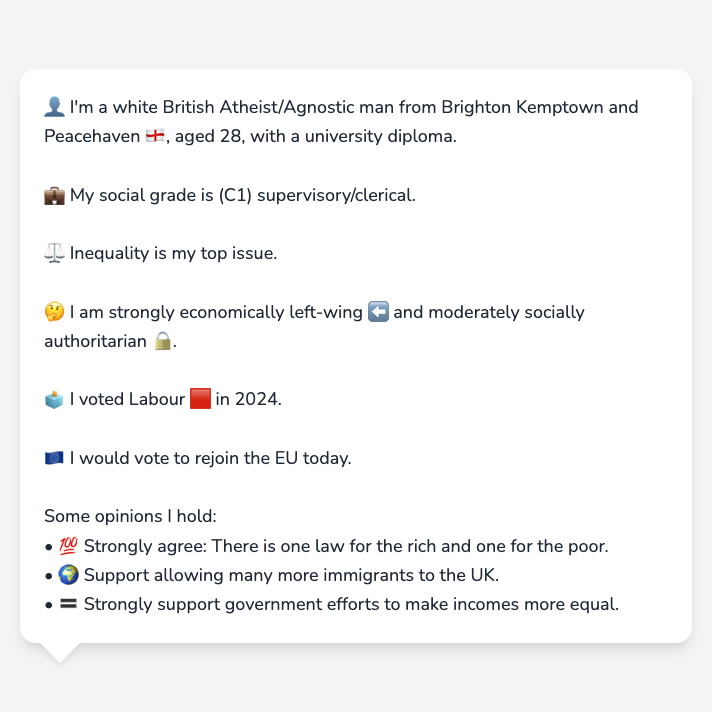 👤 I'm a white British Atheist/Agnostic man from Brighton Kemptown and
Peacehaven 🏴󠁧󠁢󠁥󠁮󠁧󠁿, aged 28, with a university diploma.
💼 My social grade is (C1) supervisory/clerical.
⚖️ Inequality is my top issue.
🤔 I am strongly economically left-wing ⬅️ and moderately socially
authoritarian 🔒.
🗳️ I voted Labour 🟥 in 2024.
🇪🇺 I would vote to rejoin the EU today.
Some opinions I hold:
• 💯 Strongly agree: There is one law for the rich and one for the poor.
• 🌍 Support allowing many more immigrants to the UK.
• 🟰 Strongly support government efforts to make incomes more equal.